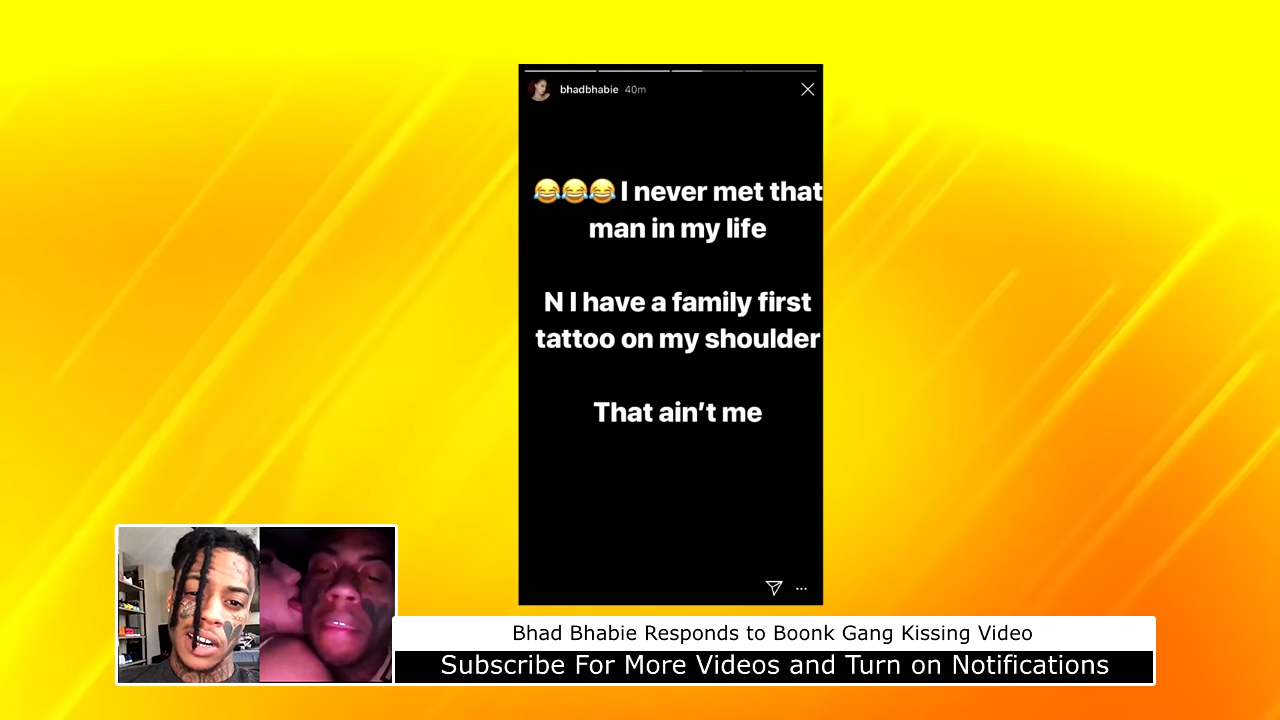 bhadbhabie 40m
😂😂😂 I never met that
man in my life
N I have a family first
tattoo on my shoulder
That ain't me
Bhad Bhabie Responds to Boonk Gang Kissing Video
Subscribe For More Videos and Turn on Notifications